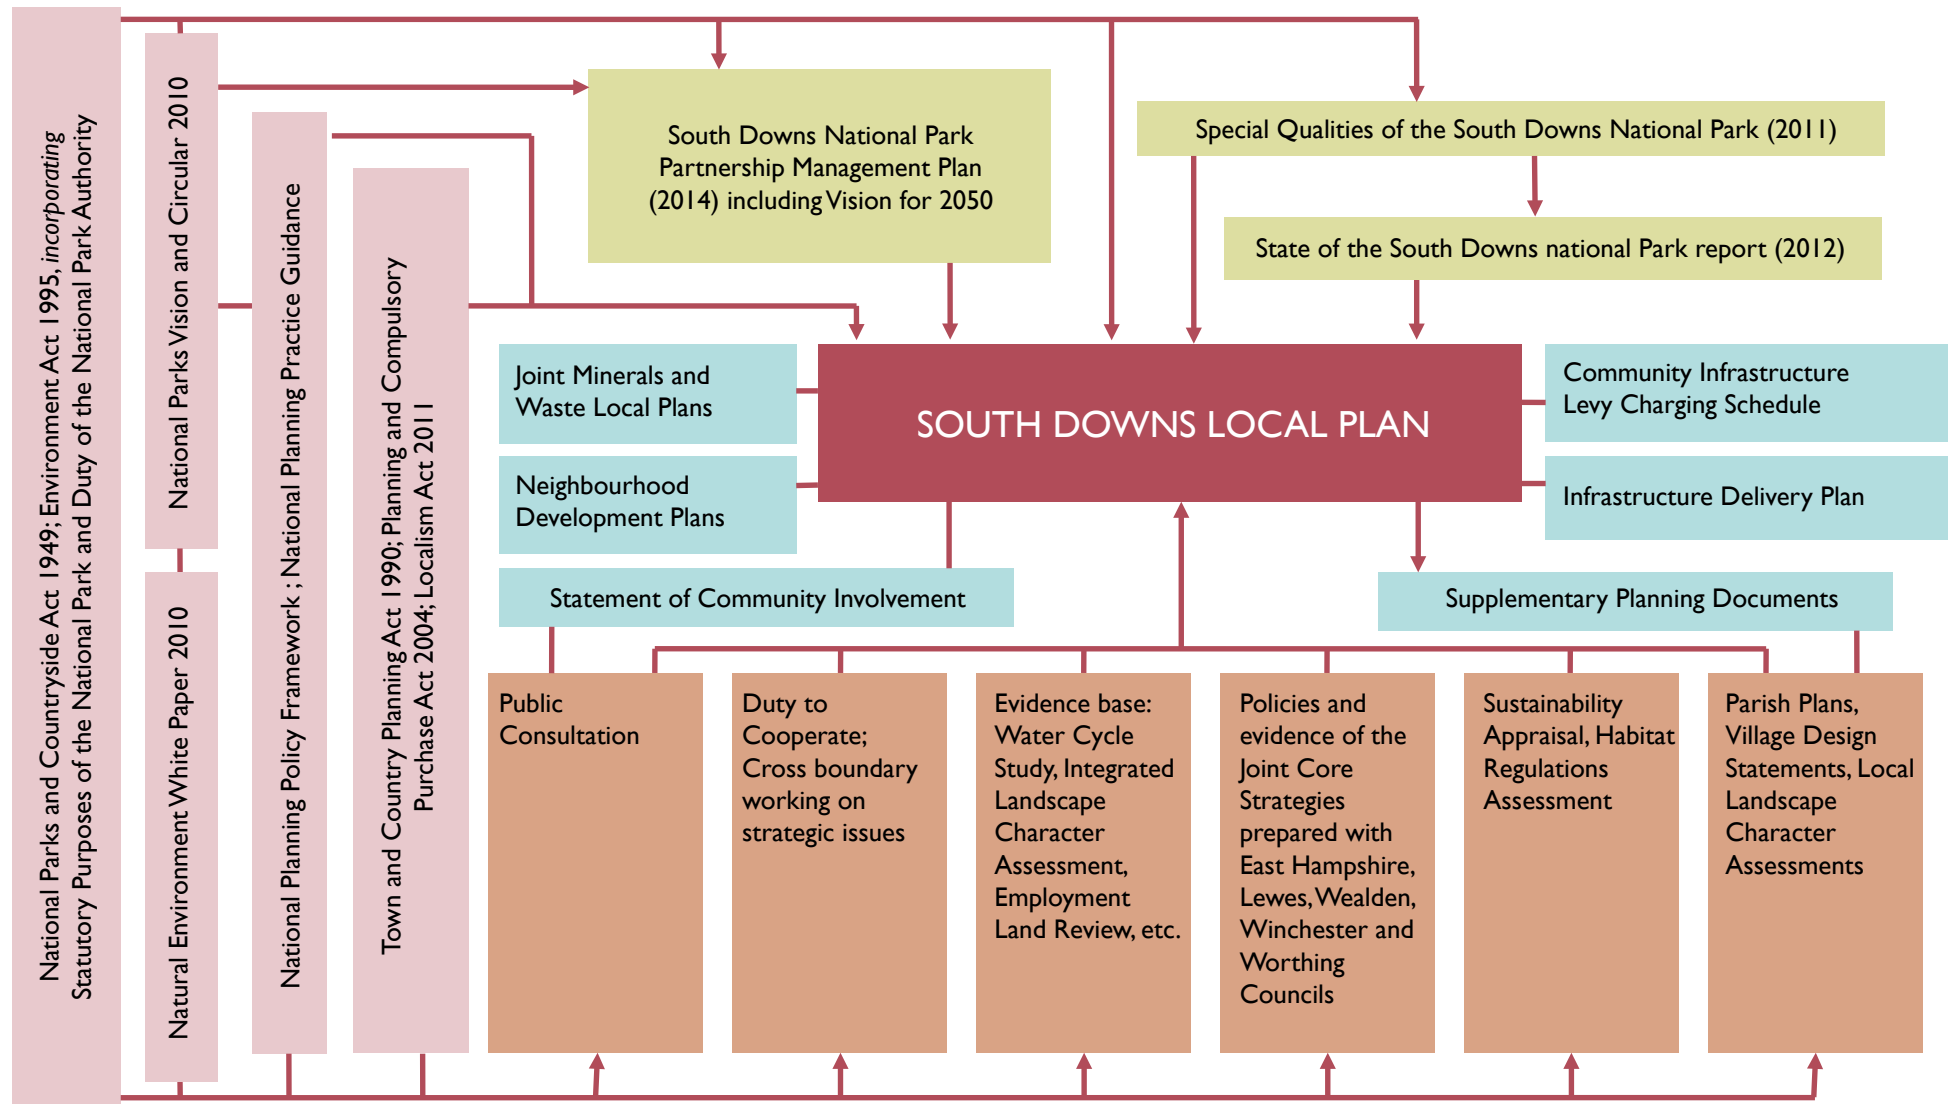 National Parks and Countryside Act 1949; Environment Act 1995, incorporating
Statutory Purposes of the National Park and Duty of the National Park Authority
National Parks Vision and Circular 2010
Natural Environment White Paper 2010
National Planning Policy Framework ; National Planning Practice Guidance
Town and Country Planning Act 1990; Planning and Compulsory
Purchase Act 2004; Localism Act 2011
South Downs National Park
Partnership Management Plan
(2014) including Vision for 2050
Special Qualities of the South Downs National Park (2011)
State of the South Downs national Park report (2012)
Joint Minerals and
Waste Local Plans
Neighbourhood
Development Plans
SOUTH DOWNS LOCAL PLAN
Community Infrastructure
Levy Charging Schedule
Infrastructure Delivery Plan
Statement of Community Involvement
Supplementary Planning Documents
Public
Consultation
Duty to
Cooperate;
Cross boundary
working on
strategic issues
Evidence base:
Water Cycle
Study, Integrated
Landscape
Character
Assessment,
Employment
Land Review, etc.
Policies and
evidence of the
Joint Core
Strategies
prepared with
East Hampshire,
Lewes, Wealden,
Winchester and
Worthing
Councils
Sustainability
Appraisal, Habitat
Regulations
Assessment
Parish Plans,
Village Design
Statements, Local
Landscape
Character
Assessments